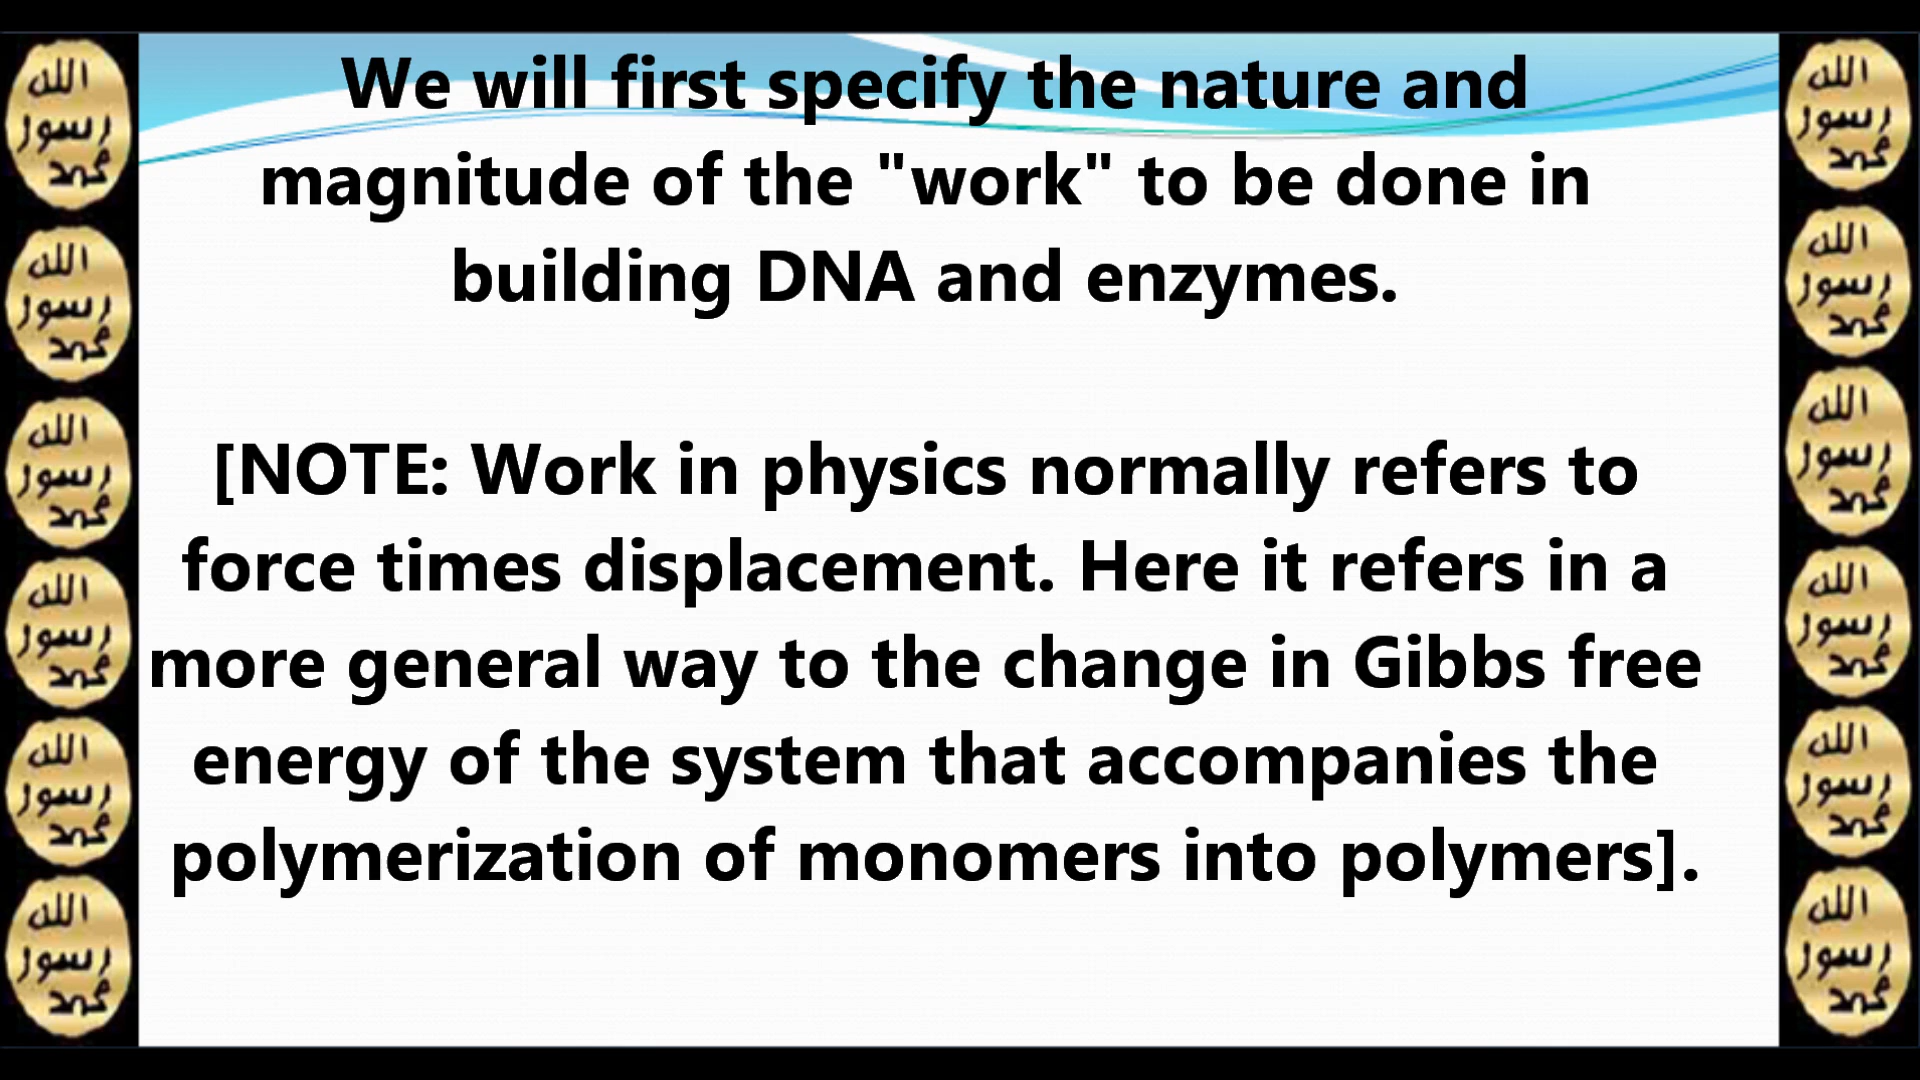 We will first specify the nature and
magnitude of the "work" to be done in
building DNA and enzymes.
[NOTE: Work in physics normally refers to
force times displacement. Here it refers in a
more general way to the change in Gibbs free
energy of the system that accompanies the
polymerization of monomers into polymers].
الله
رسول
محمد
الله
رسول
محمد
الله
رسول
محمد
الله
رسول
محمد
الله
رسول
محمد
الله
رسول
محمد
الله
رسول
محمد
الله
رسول
محمد
الله
رسول
محمد
الله
رسول
محمد
الله
رسول
محمد
الله
رسول
محمد